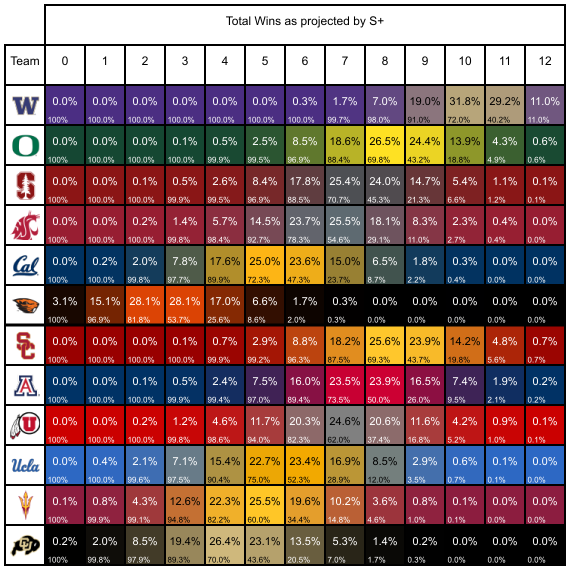 Total Wins as projected by S+
Team 0 1 2 3 4 5 6 7 8 9 10 11 12
W 0.0% 0.0% 0.0% 0.0% 0.0% 0.0% 0.3% 1.7% 7.0% 19.0% 31.8% 29.2% 11.0%
100.0% 100.0% 100.0% 100.0% 100.0% 100.0% 100.0% 99.7% 98.0% 91.0% 72.0% 40.2% 11.0%
O 0.0% 0.0% 0.0% 0.1% 0.5% 2.5% 8.5% 18.6% 26.5% 24.4% 13.9% 4.3% 0.6%
100% 100.0% 100.0% 100.0% 99.9% 99.5% 96.9% 88.4% 69.8% 43.2% 18.8% 4.9% 0.6%
S 0.0% 0.0% 0.1% 0.5% 2.6% 8.4% 17.8% 25.4% 24.0% 14.7% 5.4% 1.1% 0.1%
100% 100.0% 100.0% 99.9% 99.5% 96.9% 88.5% 70.7% 45.3% 21.3% 6.6% 1.2% 0.1%
0.0% 0.0% 0.2% 1.4% 5.7% 14.5% 23.7% 25.5% 18.1% 8.3% 2.3% 0.4% 0.0%
100% 100.0% 100.0% 99.8% 98.4% 92.7% 78.3% 54.6% 29.1% 11.0% 2.7% 0.4% 0.0%
Cal 0.0% 0.2% 2.0% 7.8% 17.6% 25.0% 23.6% 15.0% 6.5% 1.8% 0.3% 0.0% 0.0%
100% 100.0% 99.8% 97.7% 89.9% 72.3% 47.3% 23.7% 8.7% 2.2% 0.4% 0.0% 0.0%
3.1% 15.1% 28.1% 28.1% 17.0% 6.6% 1.7% 0.3% 0.0% 0.0% 0.0% 0.0% 0.0%
100% 96.9% 81.8% 53.7% 25.6% 8.6% 2.0% 0.3% 0.0% 0.0% 0.0% 0.0% 0.0%
SC 0.0% 0.0% 0.0% 0.1% 0.7% 2.9% 8.8% 18.2% 25.6% 23.9% 14.2% 4.8% 0.7%
100% 100.0% 100.0% 100.0% 99.9% 99.2% 96.3% 87.5% 69.3% 43.7% 19.8% 5.6% 0.7%
A 0.0% 0.0% 0.1% 0.5% 2.4% 7.5% 16.0% 23.5% 23.9% 16.5% 7.4% 1.9% 0.2%
100% 100.0% 100.0% 99.9% 99.4% 97.0% 89.4% 73.5% 50.0% 26.0% 9.5% 2.1% 0.2%
U 0.0% 0.0% 0.2% 1.2% 4.6% 11.7% 20.3% 24.6% 20.6% 11.6% 4.2% 0.9% 0.1%
100% 100.0% 100.0% 99.8% 98.6% 94.0% 82.3% 62.0% 37.4% 16.8% 5.2% 1.0% 0.1%
Ucla 0.0% 0.4% 2.1% 7.1% 15.4% 22.7% 23.4% 16.9% 8.5% 2.9% 0.6% 0.1% 0.0%
100% 100.0% 99.6% 97.5% 90.4% 75.0% 52.3% 28.9% 12.0% 3.5% 0.7% 0.1% 0.0%
0.1% 0.8% 4.3% 12.6% 22.3% 25.5% 19.6% 10.2% 3.6% 0.8% 0.1% 0.0% 0.0%
100% 99.9% 99.1% 94.8% 82.2% 60.0% 34.4% 14.8% 4.6% 1.0% 0.1% 0.0% 0.0%
CU 0.2% 2.0% 8.5% 19.4% 26.4% 23.1% 13.5% 5.3% 1.4% 0.2% 0.0% 0.0% 0.0%
100% 99.8% 97.9% 89.3% 70.0% 43.6% 20.5% 7.0% 1.7% 0.3% 0.0% 0.0% 0.0%